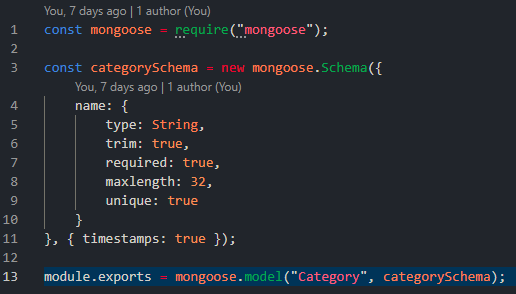 You, 7 days ago | 1 author (You)
1 const mongoose = require("mongoose");
2
3 const categorySchema = new mongoose.Schema({
You, 7 days ago | 1 author (You)
4     name: {
5         type: String,
6         trim: true,
7         required: true,
8         maxlength: 32,
9         unique: true
10     }
11 }, { timestamps: true });
12
13 module.exports = mongoose.model("Category", categorySchema);